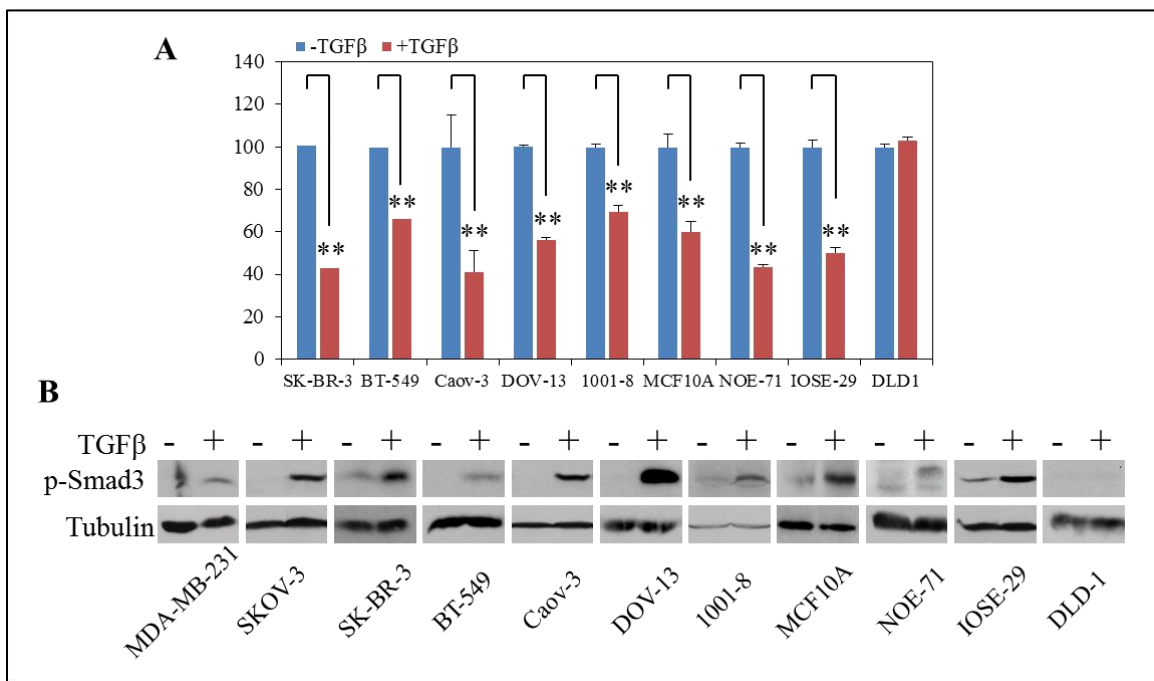 A
-TGFβ +TGFβ
140
120
100
80
60
40
20
0
** ** ** ** ** ** ** **
SK-BR-3 BT-549 Caov-3 DOV-13 1001-8 MCF10A NOE-71 IOSE-29 DLD1
B
TGFβ - + - + - + - + - + - + - + - + - + - + - +
p-Smad3
Tubulin
MDA-MB-231 SKOV-3 SK-BR-3 BT-549 Caov-3 DOV-13 1001-8 MCF10A NOE-71 IOSE-29 DLD-1